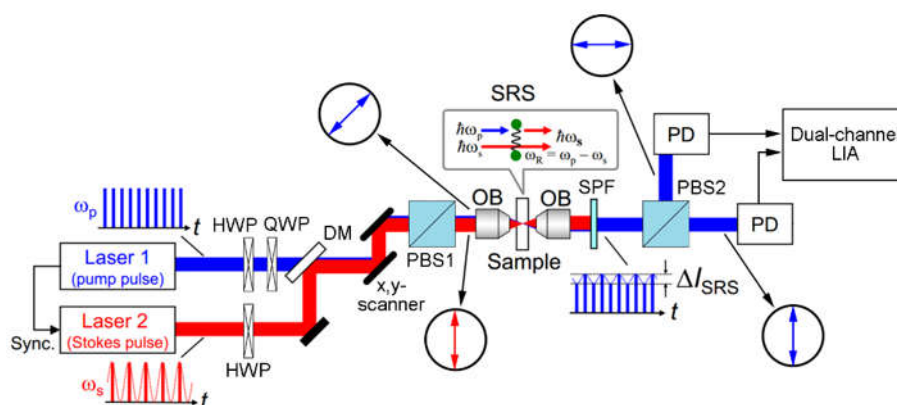 SRS
ħωp
ħωs
ħωs
ωR = ωp − ωs
PD
Dual-channel
LIA
ωp
t
HWP
QWP
DM
OB
OB
SPF
PBS2
Laser 1
(pump pulse)
PBS1
Sample
PD
x,y-
scanner
ΔISRS
t
Laser 2
(Stokes pulse)
Sync.
HWP
ωs
t